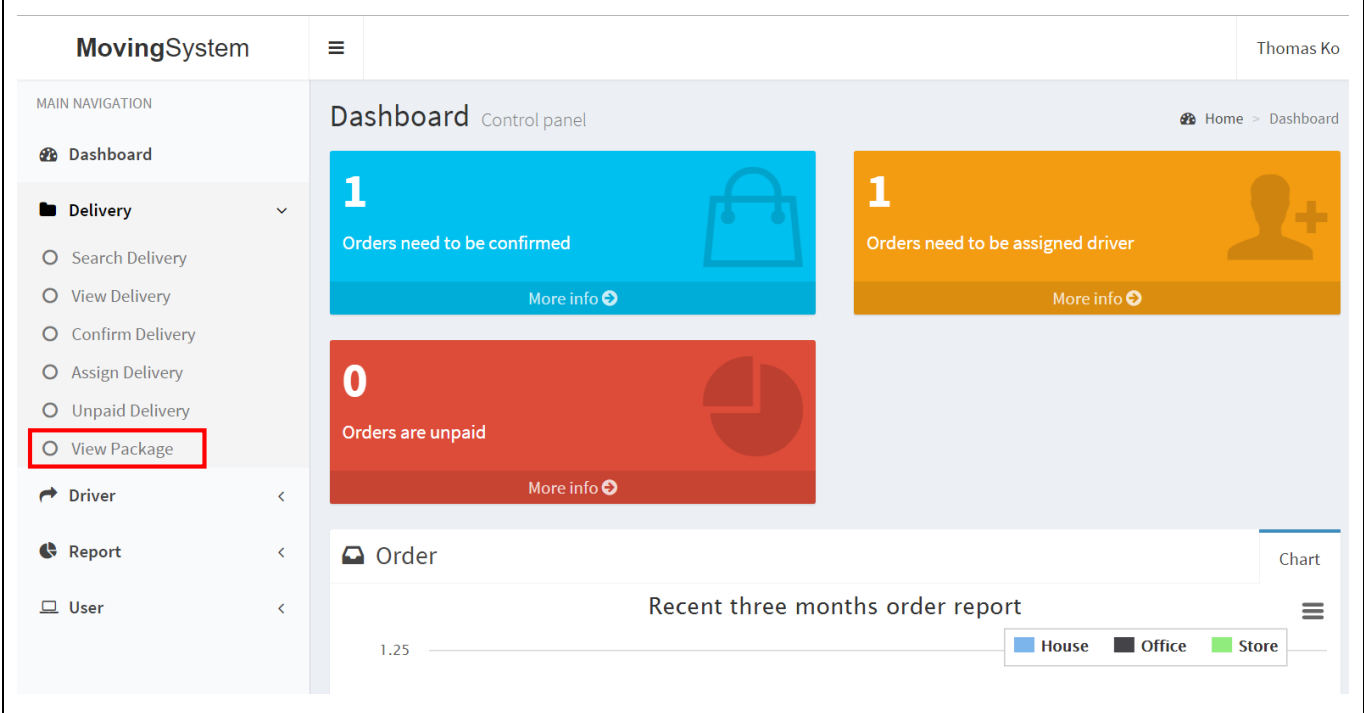 MovingSystem
Thomas Ko
MAIN NAVIGATION
Dashboard
Delivery
Search Delivery
View Delivery
Confirm Delivery
Assign Delivery
Unpaid Delivery
View Package
Driver
Report
User
Dashboard Control panel
Home > Dashboard
1
Orders need to be confirmed
More info
1
Orders need to be assigned driver
More info
0
Orders are unpaid
More info
Order
Chart
Recent three months order report
House Office Store
1.25